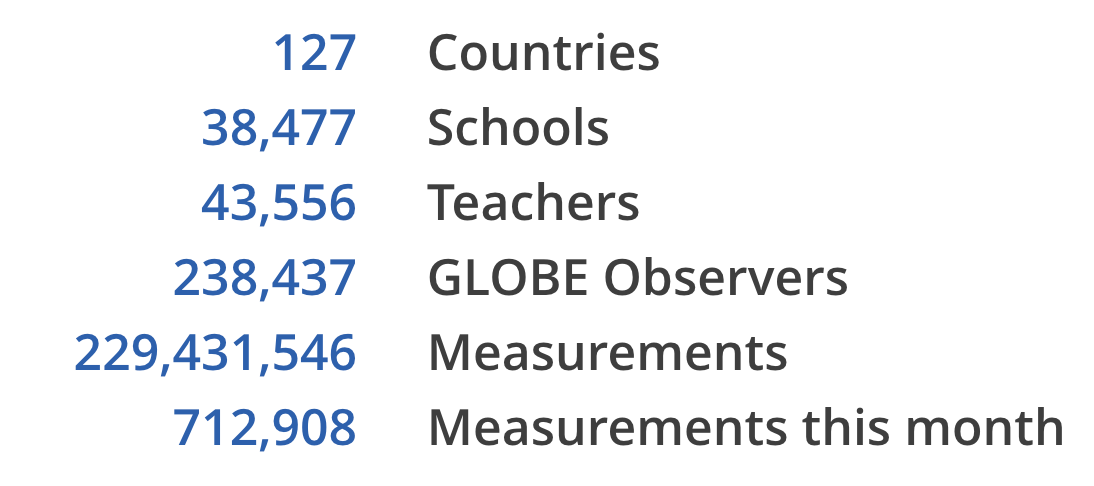 127 Countries
38,477 Schools
43,556 Teachers
238,437 GLOBE Observers
229,431,546 Measurements
712,908 Measurements this month